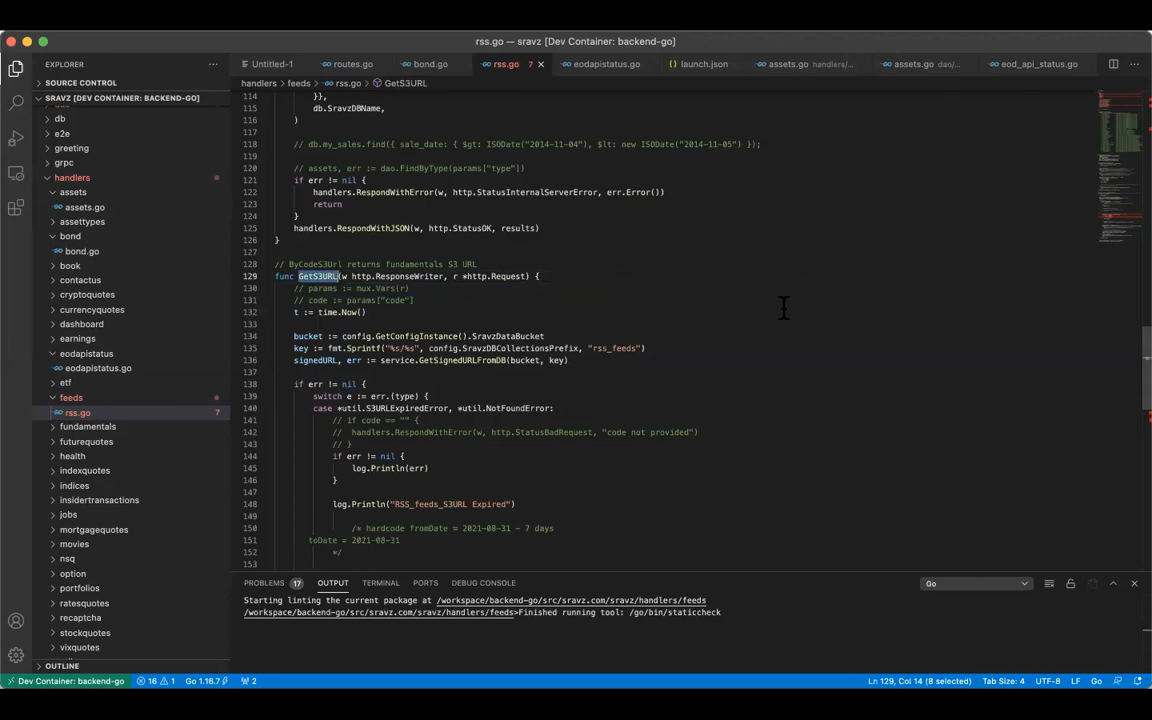 rss.go — sravz [Dev Container: backend-go]
EXPLORER
Untitled-1
routes.go
bond.go
rss.go 7
eodapistatus.go
launch.json
assets.go handlers/...
assets.go dao/...
eod_api_status.go
SOURCE CONTROL
handlers > feeds > rss.go > GetS3URL
SRAVZ [DEV CONTAINER: BACKEND-GO]
db
e2e
greeting
grpc
handlers
assets
assets.go
assettypes
bond
bond.go
book
contactus
cryptoquotes
currencyquotes
dashboard
earnings
eodapistatus
eodapistatus.go
etf
feeds
rss.go 7
fundamentals
futurequotes
health
indexquotes
indices
insidertransactions
jobs
mortgagequotes
movies
nsq
option
portfolios
ratesquotes
recaptcha
stockquotes
vixquotes
OUTLINE
114 }},
115 db.SravzDBName,
116 )
117
118 // db.my_sales.find({ sale_date: { $gt: ISODate("2014-11-04"), $lt: new ISODate("2014-11-05") });
119
120 // assets, err := dao.FindByType(params["type"])
121 if err != nil {
122 handlers.RespondWithError(w, http.StatusInternalServerError, err.Error())
123 return
124 }
125 handlers.RespondWithJSON(w, http.StatusOK, results)
126 }
127
128 // ByCodeS3Url returns fundamentals S3 URL
129 func GetS3URL(w http.ResponseWriter, r *http.Request) {
130 // params := mux.Vars(r)
131 // code := params["code"]
132 t := time.Now()
133
134 bucket := config.GetConfigInstance().SravzDataBucket
135 key := fmt.Sprintf("%s/%s", config.SravzDBCollectionsPrefix, "rss_feeds")
136 signedURL, err := service.GetSignedURLFromDB(bucket, key)
137
138 if err != nil {
139 switch e := err.(type) {
140 case *util.S3URLExpiredError, *util.NotFoundError:
141 // if code == "" {
142 // handlers.RespondWithError(w, http.StatusBadRequest, "code not provided")
143 // }
144 if err != nil {
145 log.Println(err)
146 }
147
148 log.Println("RSS_feeds_S3URL Expired")
149
150 /* hardcode fromDate = 2021-08-31 - 7 days
151 toDate = 2021-08-31
152 */
153
PROBLEMS 17 OUTPUT TERMINAL PORTS DEBUG CONSOLE Go
Starting linting the current package at /workspace/backend-go/src/sravz.com/sravz/handlers/feeds
/workspace/backend-go/src/sravz.com/sravz/handlers/feeds>Finished running tool: /go/bin/staticcheck
Dev Container: backend-go 16 1 Go 1.16.7 2 Ln 129, Col 14 (8 selected) Tab Size: 4 UTF-8 LF Go